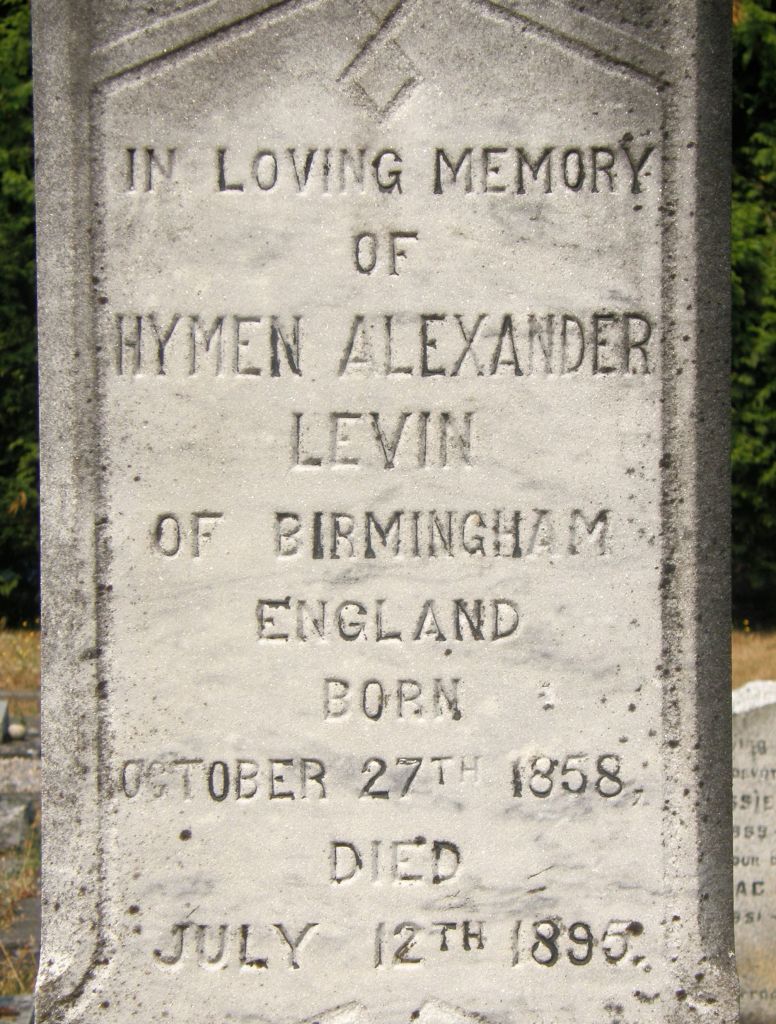 IN LOVING MEMORY
OF
HYMEN ALEXANDER
LEVIN
OF BIRMINGHAM
ENGLAND
BORN
OCTOBER 27TH 1858.
DIED
JULY 12TH 1895.